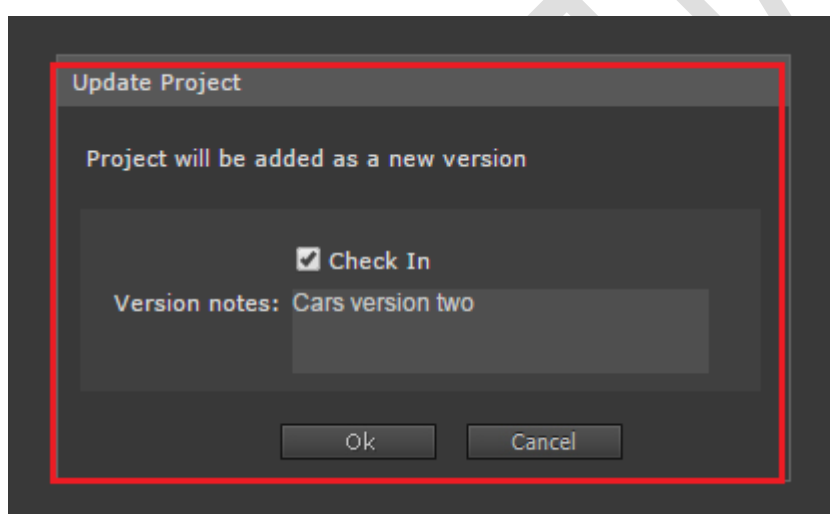 Update Project
Project will be added as a new version
Check In
Version notes: Cars version two
Ok Cancel